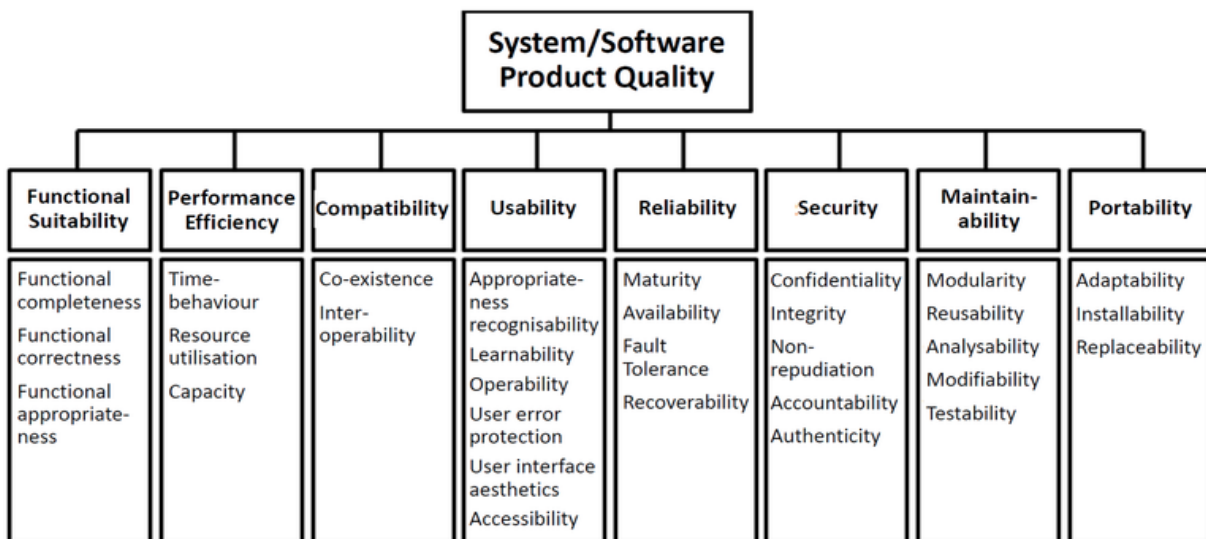 System/Software
Product Quality
Functional
Suitability
Performance
Efficiency
Compatibility
Usability
Reliability
Security
Maintain-
ability
Portability
Functional
completeness
Functional
correctness
Functional
appropriate-
ness
Time-
behaviour
Resource
utilisation
Capacity
Co-existence
Inter-
operability
Appropriate-
ness
recognisability
Learnability
Operability
User error
protection
User interface
aesthetics
Accessibility
Maturity
Availability
Fault
Tolerance
Recoverability
Confidentiality
Integrity
Non-
repudiation
Accountability
Authenticity
Modularity
Reusability
Analysability
Modifiability
Testability
Adaptability
Installability
Replaceability